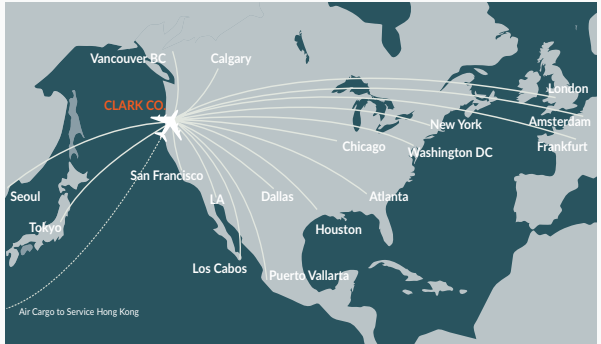 Vancouver BC
Calgary
CLARK CO.
London
Amsterdam
New York
Chicago
Washington DC
Frankfurt
San Francisco
Seoul
LA
Dallas
Atlanta
Tokyo
Houston
Los Cabos
Puerto Vallarta
Air Cargo to Service Hong Kong